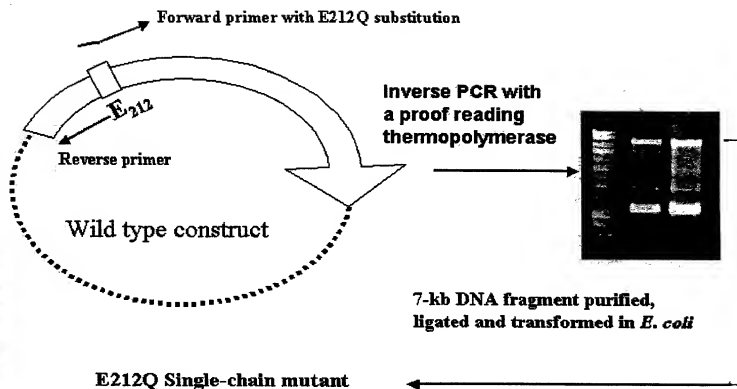 Forward primer with E212Q substitution
E212
Reverse primer
Wild type construct
Inverse PCR with
a proof reading
thermopolymerase
7-kb DNA fragment purified,
ligated and transformed in E. coli
E212Q Single-chain mutant